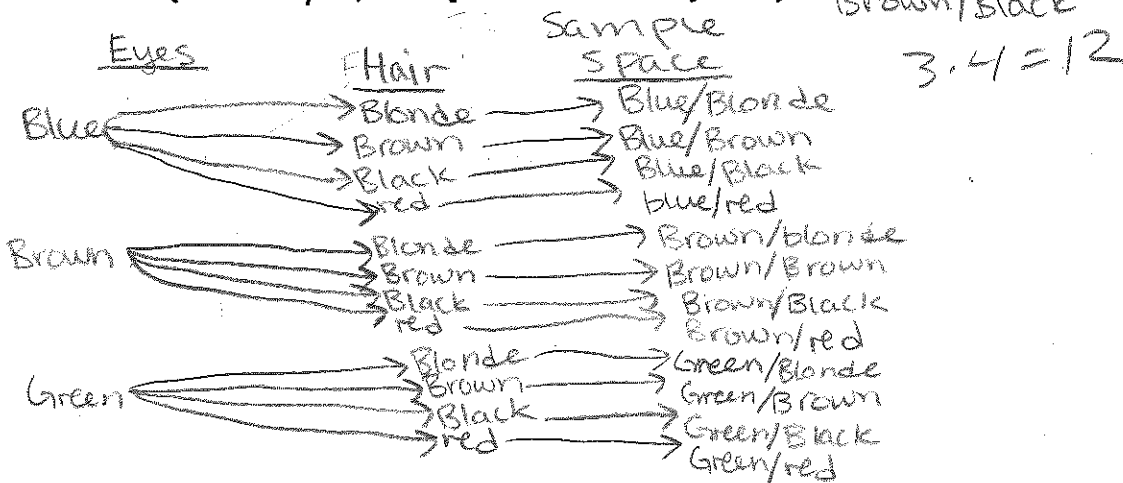 Brown/Black
3·4=12
Eyes Hair Sample Space
Blue Blonde Blue/Blonde
Brown Blue/Brown
Black Blue/Black
red blue/red
Brown Blonde Brown/blonde
Brown Brown/Brown
Black Brown/Black
red Brown/red
Green Blonde Green/Blonde
Brown Green/Brown
Black Green/Black
red Green/red